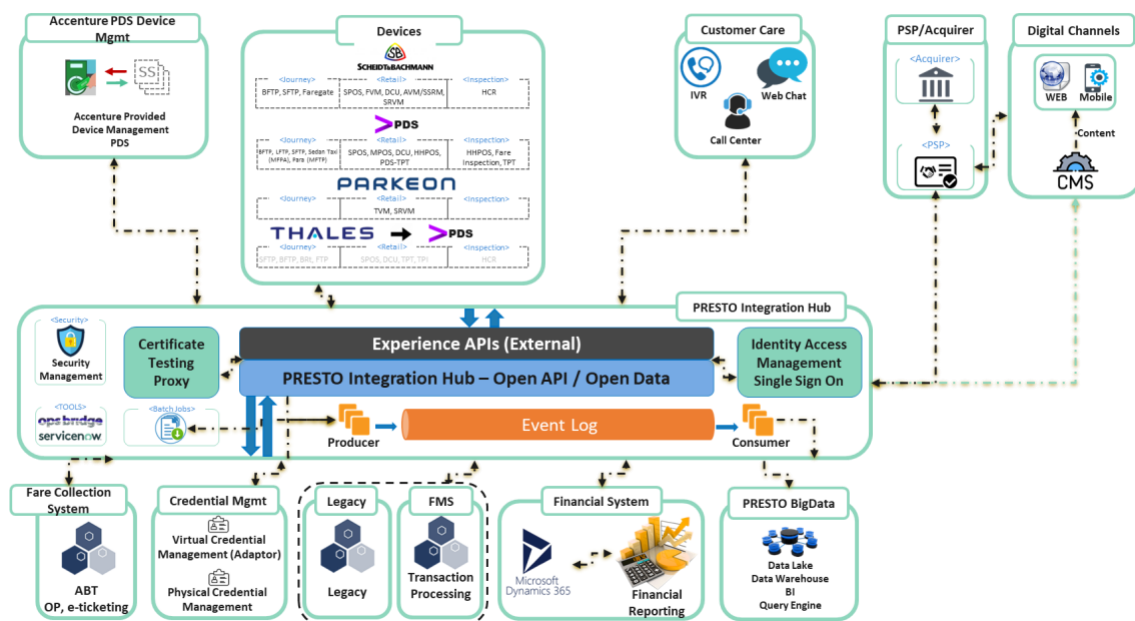 Accenture PDS Device
Mgmt
SS
Accenture Provided
Device Management
PDS
Devices
SB
SCHEIDT&BACHMANN
<Journey>
BFTP, SFTP, Faregate
<Retail>
SPOS, FVM, DCU, AVM/SSRM,
SRVM
<Inspection>
HCR
PDS
<Journey>
BFTP, LFTP, SFTP, Sedan Taxi
(MFPA), Para (MFTP)
<Retail>
SPOS, MPOS, DCU, HHPOS,
PDS-TPT
<Inspection>
HHPOS, Fare
Inspection, TPT
PARKEON
<Journey>
<Retail>
TVM, SRVM
<Inspection>
THALES
PDS
<Journey>
SFTP, BFTP, BRt, FTP
<Retail>
SPOS, DCU, TPT, TPI
<Inspection>
HCR
Customer Care
IVR
Web Chat
Call Center
PSP/Acquirer
<Acquirer>
<PSP>
Digital Channels
WEB
Mobile
Content
CMS
PRESTO Integration Hub
<Security>
Security
Management
Certificate
Testing
Proxy
Experience APIs (External)
PRESTO Integration Hub – Open API / Open Data
Identity Access
Management
Single Sign On
<TOOLS>
opsbridge
servicenow
<Batch Jobs>
Producer
Event Log
Consumer
Fare Collection
System
ABT
OP, e-ticketing
Credential Mgmt
Virtual Credential
Management (Adaptor)
Physical Credential
Management
Legacy
Legacy
FMS
Transaction
Processing
Financial System
Microsoft
Dynamics 365
Financial
Reporting
PRESTO BigData
Data Lake
Data Warehouse
BI
Query Engine